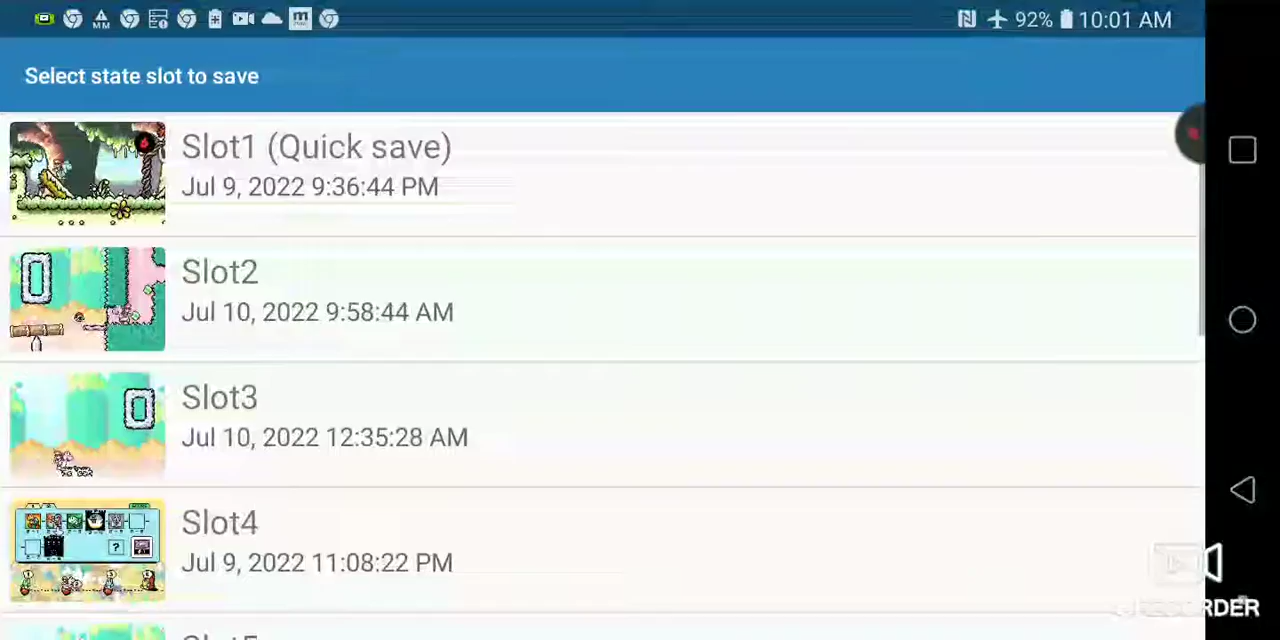 MM
m
92% 10:01 AM
Select state slot to save
Slot1 (Quick save)
Jul 9, 2022 9:36:44 PM
Slot2
Jul 10, 2022 9:58:44 AM
Slot3
Jul 10, 2022 12:35:28 AM
Slot4
Jul 9, 2022 11:08:22 PM
?